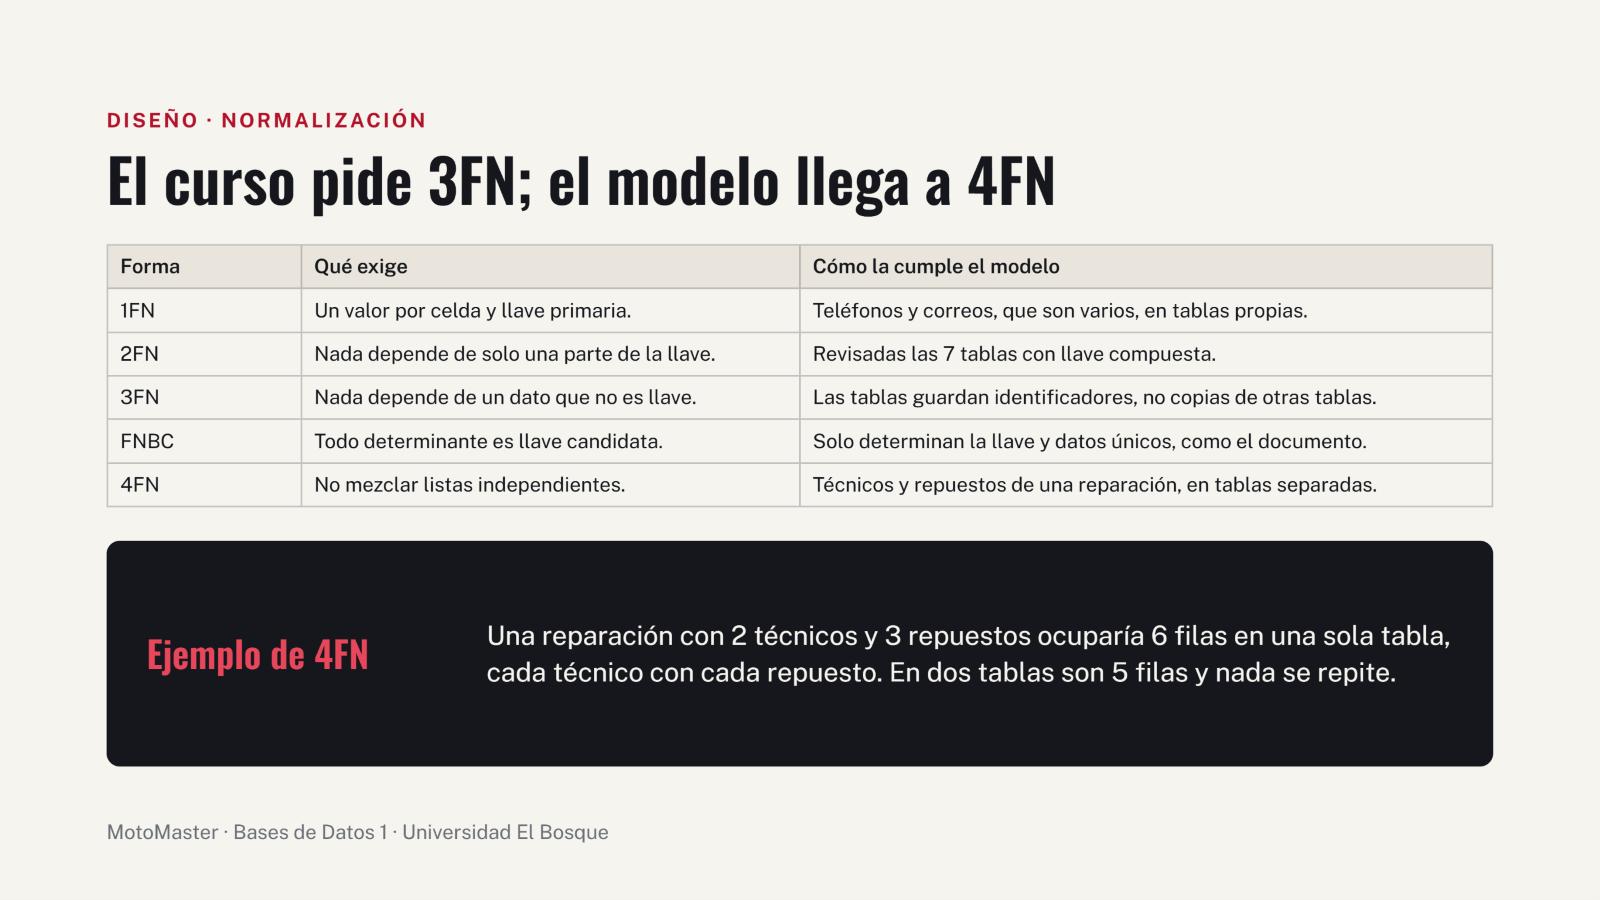 DISEÑO · NORMALIZACIÓN
El curso pide 3FN; el modelo llega a 4FN
Forma Qué exige Cómo la cumple el modelo
1FN Un valor por celda y llave primaria. Teléfonos y correos, que son varios, en tablas propias.
2FN Nada depende de solo una parte de la llave. Revisadas las 7 tablas con llave compuesta.
3FN Nada depende de un dato que no es llave. Las tablas guardan identificadores, no copias de otras tablas.
FNBC Todo determinante es llave candidata. Solo determinan la llave y datos únicos, como el documento.
4FN No mezclar listas independientes. Técnicos y repuestos de una reparación, en tablas separadas.
Ejemplo de 4FN
Una reparación con 2 técnicos y 3 repuestos ocuparía 6 filas en una sola tabla,
cada técnico con cada repuesto. En dos tablas son 5 filas y nada se repite.
MotoMaster · Bases de Datos 1 · Universidad El Bosque